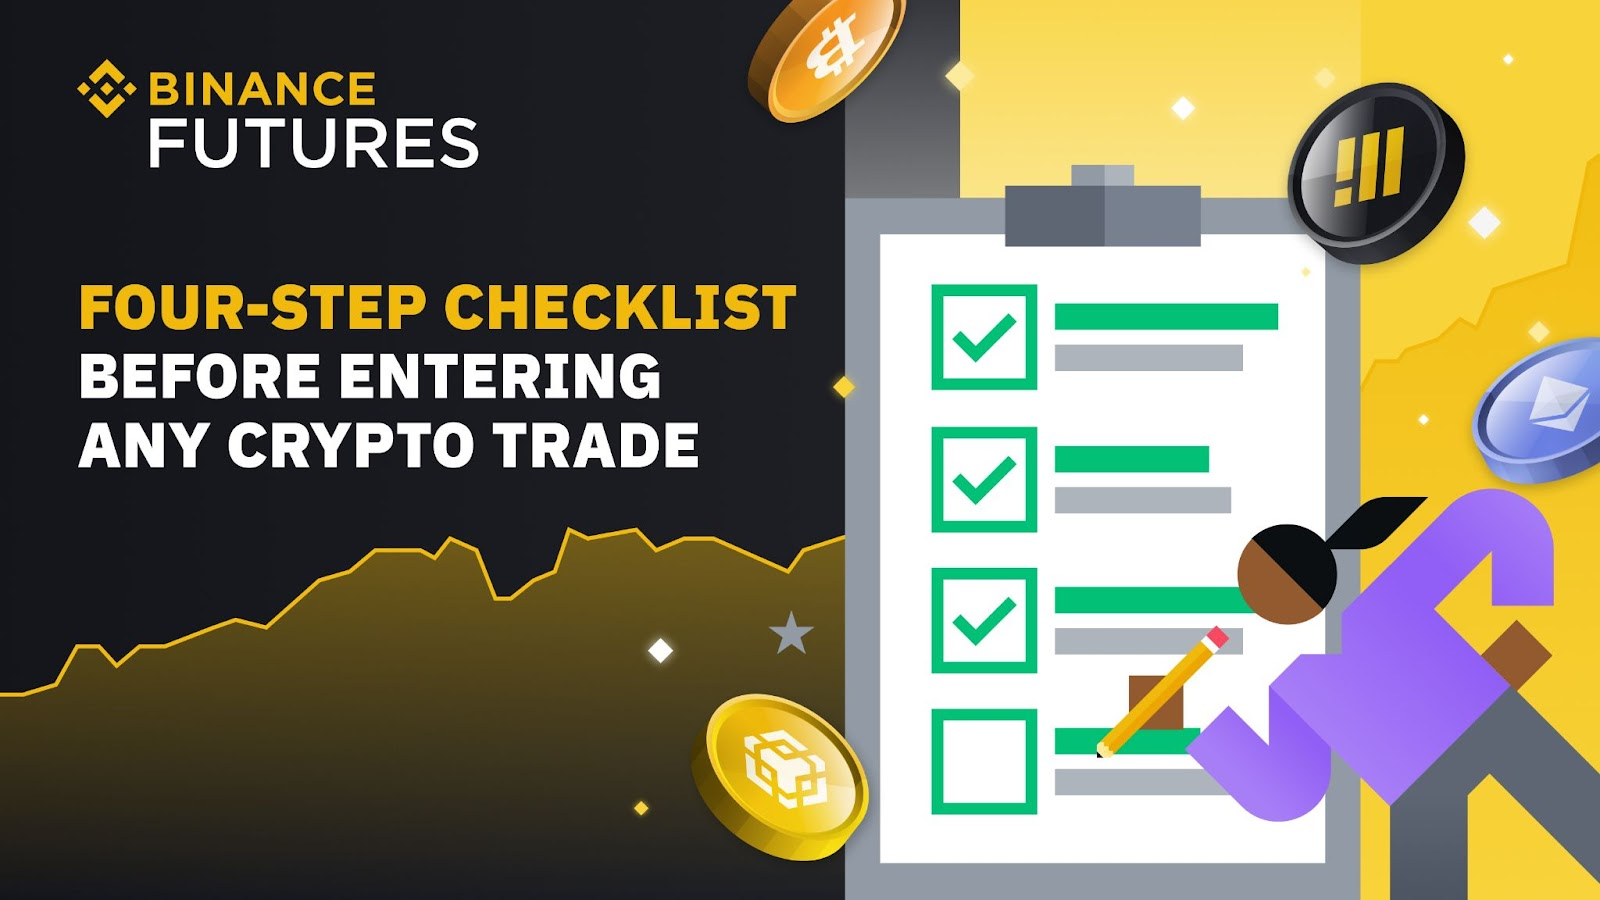 BINANCE
FUTURES
FOUR-STEP CHECKLIST
BEFORE ENTERING
ANY CRYPTO TRADE